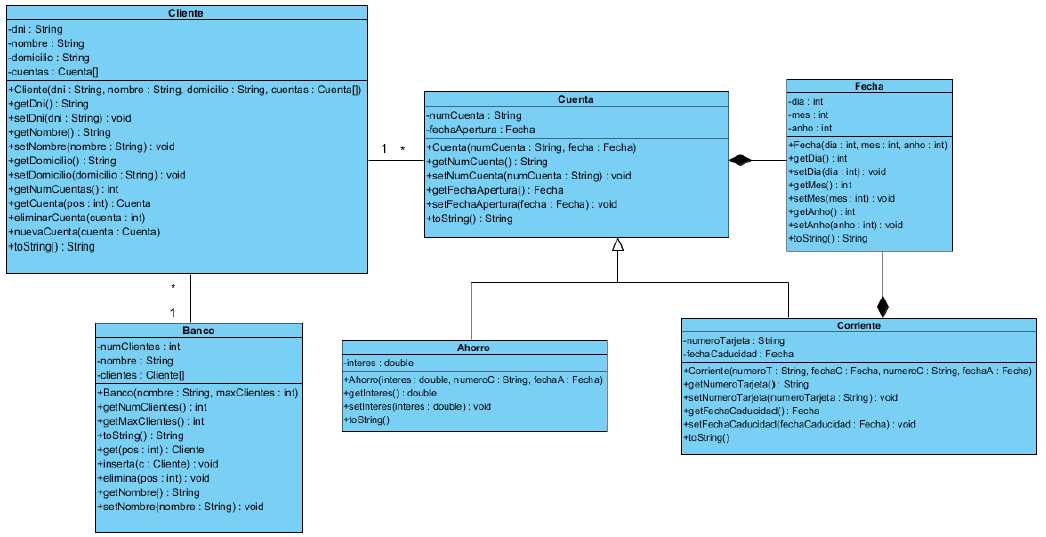 Cliente
-dni : String
-nombre : String
-domicilio : String
-cuentas : Cuenta[]
+Cliente(dni : String, nombre : String, domicilio : String, cuentas : Cuenta[])
+getDni() : String
+setDni(dni : String) : void
+getNombre() : String
+setNombre(nombre : String) : void
+getDomicilio() : String
+setDomicilio(domicilio : String) : void
+getNumCuentas() : int
+getCuenta(pos : int) : Cuenta
+eliminarCuenta(cuenta : int)
+nuevaCuenta(cuenta : Cuenta)
+toString() : String
1 *
Cuenta
-numCuenta : String
-fechaApertura : Fecha
+Cuenta(numCuenta : String, fecha : Fecha)
+getNumCuenta() : String
+setNumCuenta(numCuenta : String) : void
+getFechaApertura() : Fecha
+setFechaApertura(fecha : Fecha) : void
+toString() : String
Fecha
-dia : int
-mes : int
-anho : int
+Fecha(dia : int, mes : int, anho : int)
+getDia() : int
+setDia(dia : int) : void
+getMes() : int
+setMes(mes : int) : void
+getAnho() : int
+setAnho(anho : int) : void
+toString() : String
*
1
Banco
-numClientes : int
-nombre : String
-clientes : Cliente[]
+Banco(nombre : String, maxClientes : int)
+getNumClientes() : int
+getMaxClientes() : int
+toString() : String
+get(pos : int) : Cliente
+inserta(c : Cliente) : void
+elimina(pos : int) : void
+getNombre() : String
+setNombre(nombre : String) : void
Ahorro
-interes : double
+Ahorro(interes : double, numeroC : String, fechaA : Fecha)
+getInteres() : double
+setInteres(interes : double) : void
+toString()
Corriente
-numeroTarjeta : String
-fechaCaducidad : Fecha
+Corriente(numeroT : String, fechaC : Fecha, numeroC : String, fechaA : Fecha)
+getNumeroTarjeta() : String
+setNumeroTarjeta(numeroTarjeta : String) : void
+getFechaCaducidad() : Fecha
+setFechaCaducidad(fechaCaducidad : Fecha) : void
+toString()